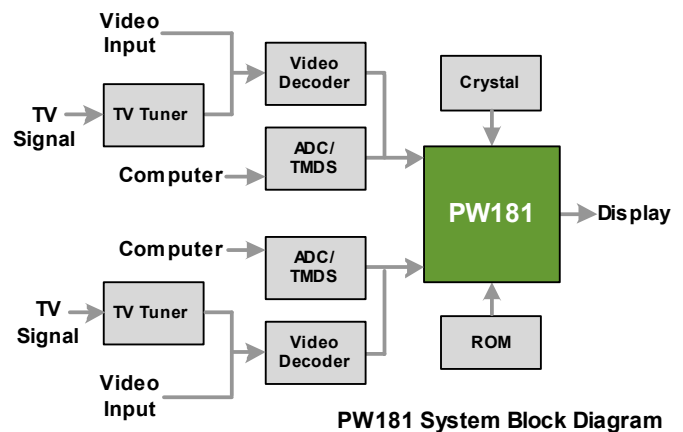 Video
Input
TV
Signal
TV Tuner
Video
Decoder
Computer
ADC/
TMDS
Crystal
PW181
Display
Computer
ADC/
TMDS
TV
Signal
TV Tuner
Video
Decoder
Video
Input
ROM
PW181 System Block Diagram